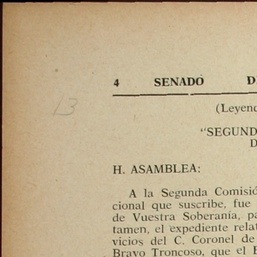 4 SENADO D
13
(Leyend
"SEGUND
D
H. ASAMBLEA:
A la Segunda Comisió
cional que suscribe, fue
de Vuestra Soberanía, pa
tamen, el expediente relat
vicios del C. Coronel de
Bravo Troncoso, que el E